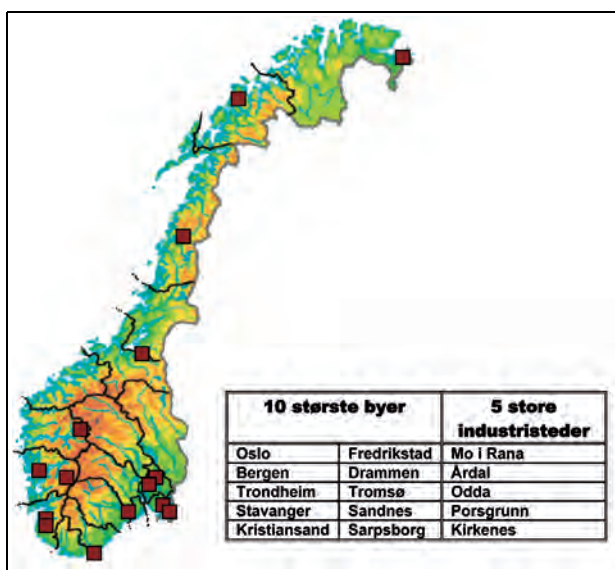 10 største byer 5 store
industristeder
Oslo Fredrikstad Mo i Rana
Bergen Drammen Årdal
Trondheim Tromsø Odda
Stavanger Sandnes Porsgrunn
Kristiansand Sarpsborg Kirkenes